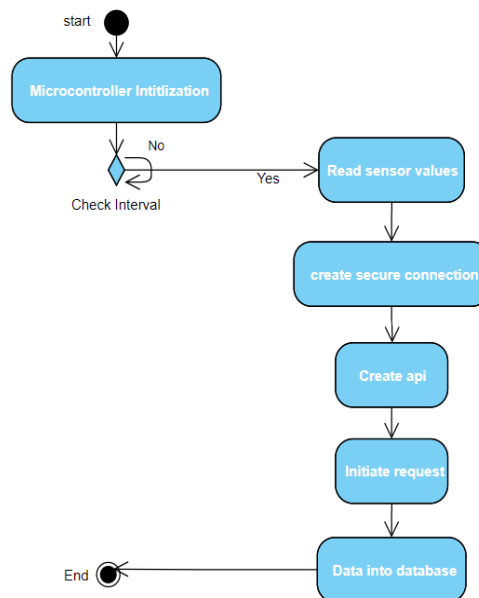 start
Microcontroller Intitlization
No
Yes
Check Interval
Read sensor values
create secure connection
Create api
Initiate request
Data into database
End